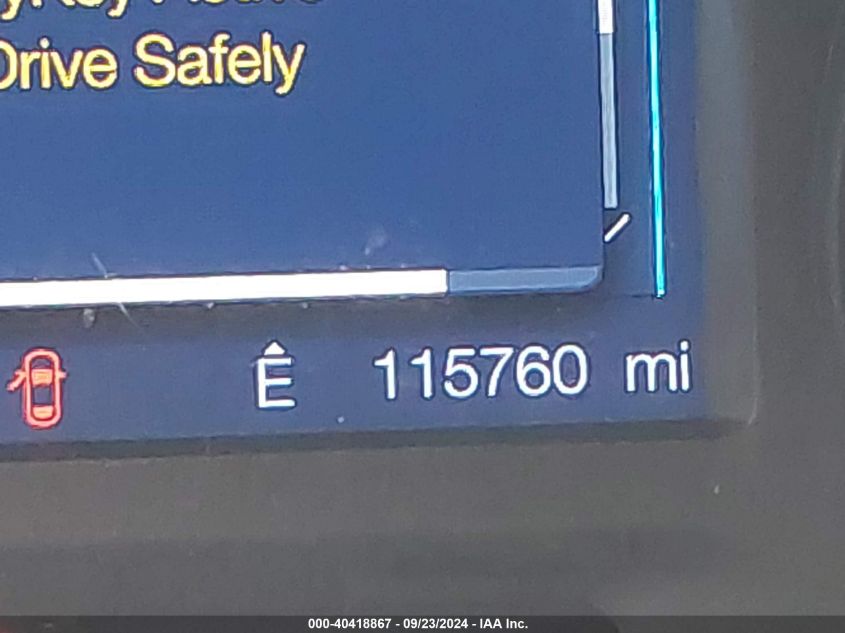 Drive Safely
Ê 115760 mi
000-40418867 - 09/23/2024 - IAA Inc.